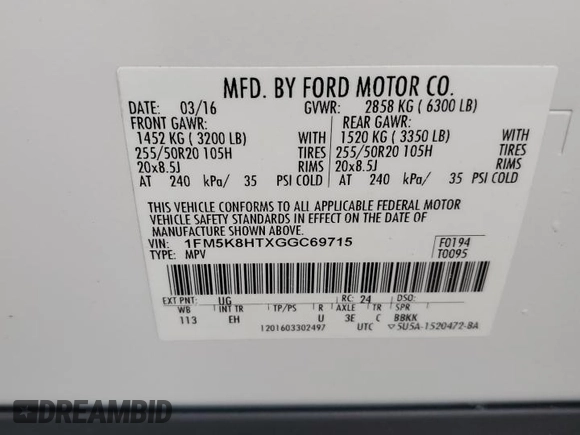 MFD. BY FORD MOTOR CO.
DATE: 03/16 GVWR: 2858 KG ( 6300 LB)
FRONT GAWR: REAR GAWR:
1452 KG ( 3200 LB) WITH 1520 KG ( 3350 LB) WITH
255/50R20 105H TIRES 255/50R20 105H TIRES
20x8.5J RIMS 20x8.5J RIMS
AT 240 kPa/ 35 PSI COLD AT 240 kPa/ 35 PSI COLD
THIS VEHICLE CONFORMS TO ALL APPLICABLE FEDERAL MOTOR
VEHICLE SAFETY STANDARDS IN EFFECT ON THE DATE OF
MANUFACTURE SHOWN ABOVE.
VIN: 1FM5K8HTXGGC69715 F0194
TYPE: MPV T0095
EXT PNT: UG RC: 24 DSO:
WB INT TR TP/PS R AXLE TR SPR
113 EH U 3E C BBKK
1201603302497 UTC 5U5A-1520472-BA
DREAMBID